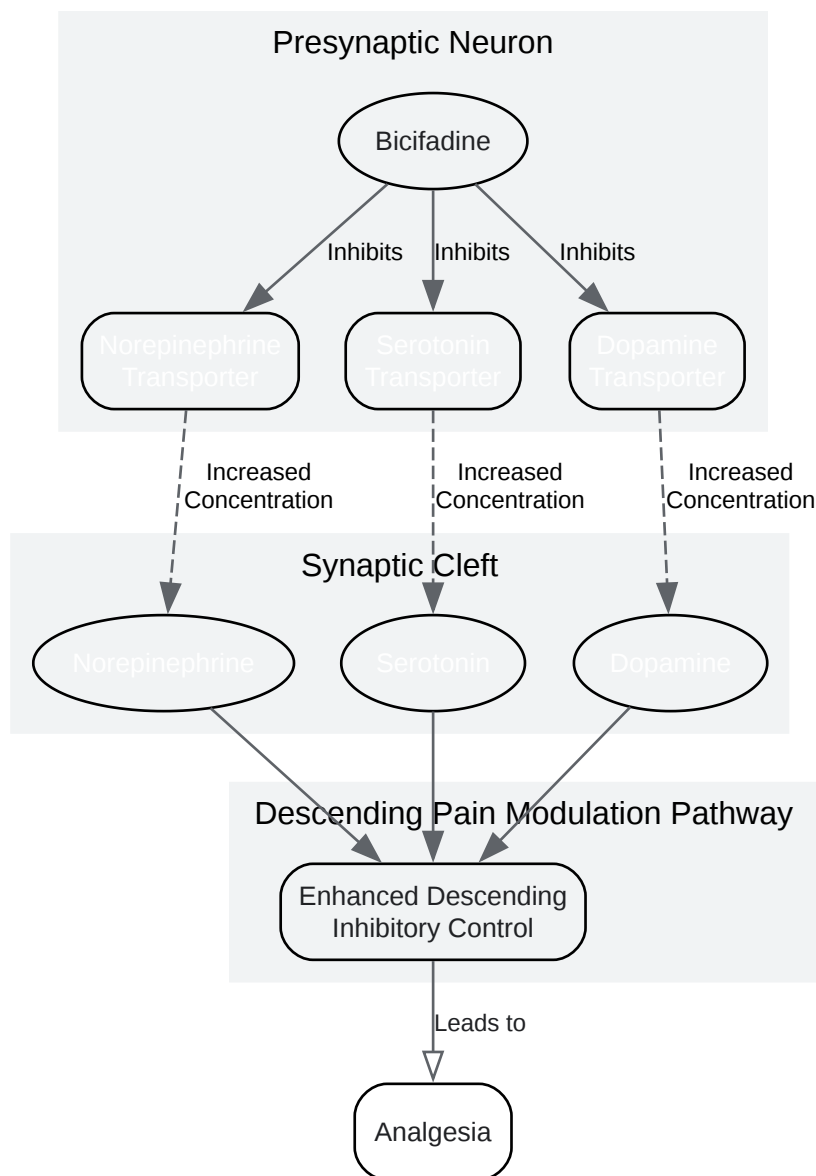 Presynaptic Neuron
Bicifadine
Inhibits
Inhibits
Inhibits
Norepinephrine
Transporter
Serotonin
Transporter
Dopamine
Transporter
Increased
Concentration
Increased
Concentration
Increased
Concentration
Synaptic Cleft
Norepinephrine
Serotonin
Dopamine
Descending Pain Modulation Pathway
Enhanced Descending
Inhibitory Control
Leads to
Analgesia